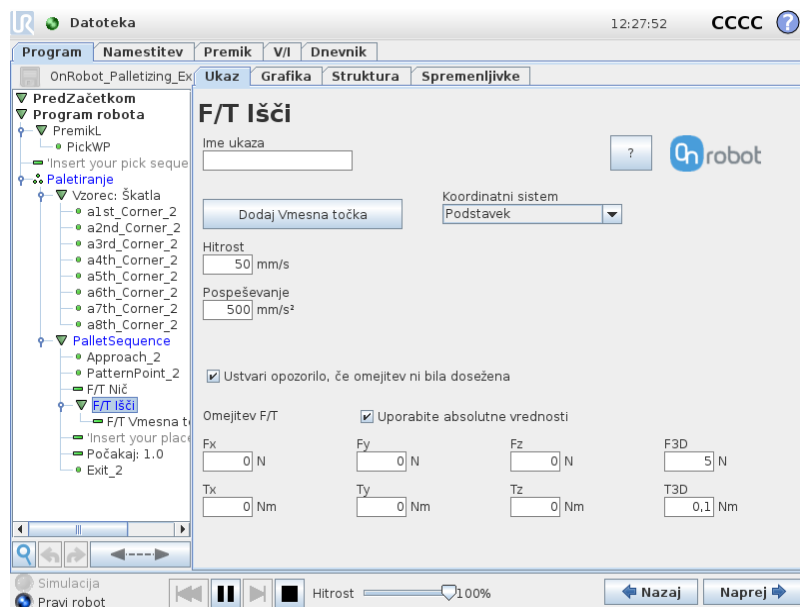 UR Datoteka 12:27:52 CCCC ?
Program Namestitev Premik V/I Dnevnik
OnRobot_Palletizing_Ex Ukaz Grafika Struktura Spremenljivke
PredZačetkom
Program robota
PremikL
PickWP
'Insert your pick seque
Paletiranje
Vzorec: Škatla
a1st_Corner_2
a2nd_Corner_2
a3rd_Corner_2
a4th_Corner_2
a5th_Corner_2
a6th_Corner_2
a7th_Corner_2
a8th_Corner_2
PalletSequence
Approach_2
PatternPoint_2
F/T Nič
F/T Išči
F/T Vmesna t
'Insert your place
Počakaj: 1.0
Exit_2
F/T Išči
Ime ukaza
?
On robot
Dodaj Vmesna točka
Koordinatni sistem
Podstavek
Hitrost
50 mm/s
Pospeševanje
500 mm/s²
Ustvari opozorilo, če omejitev ni bila dosežena
Omejitev F/T Uporabite absolutne vrednosti
Fx Fy Fz F3D
0 N 0 N 0 N 5 N
Tx Ty Tz T3D
0 Nm 0 Nm 0 Nm 0,1 Nm
Simulacija
Pravi robot
Hitrost 100% Nazaj Naprej